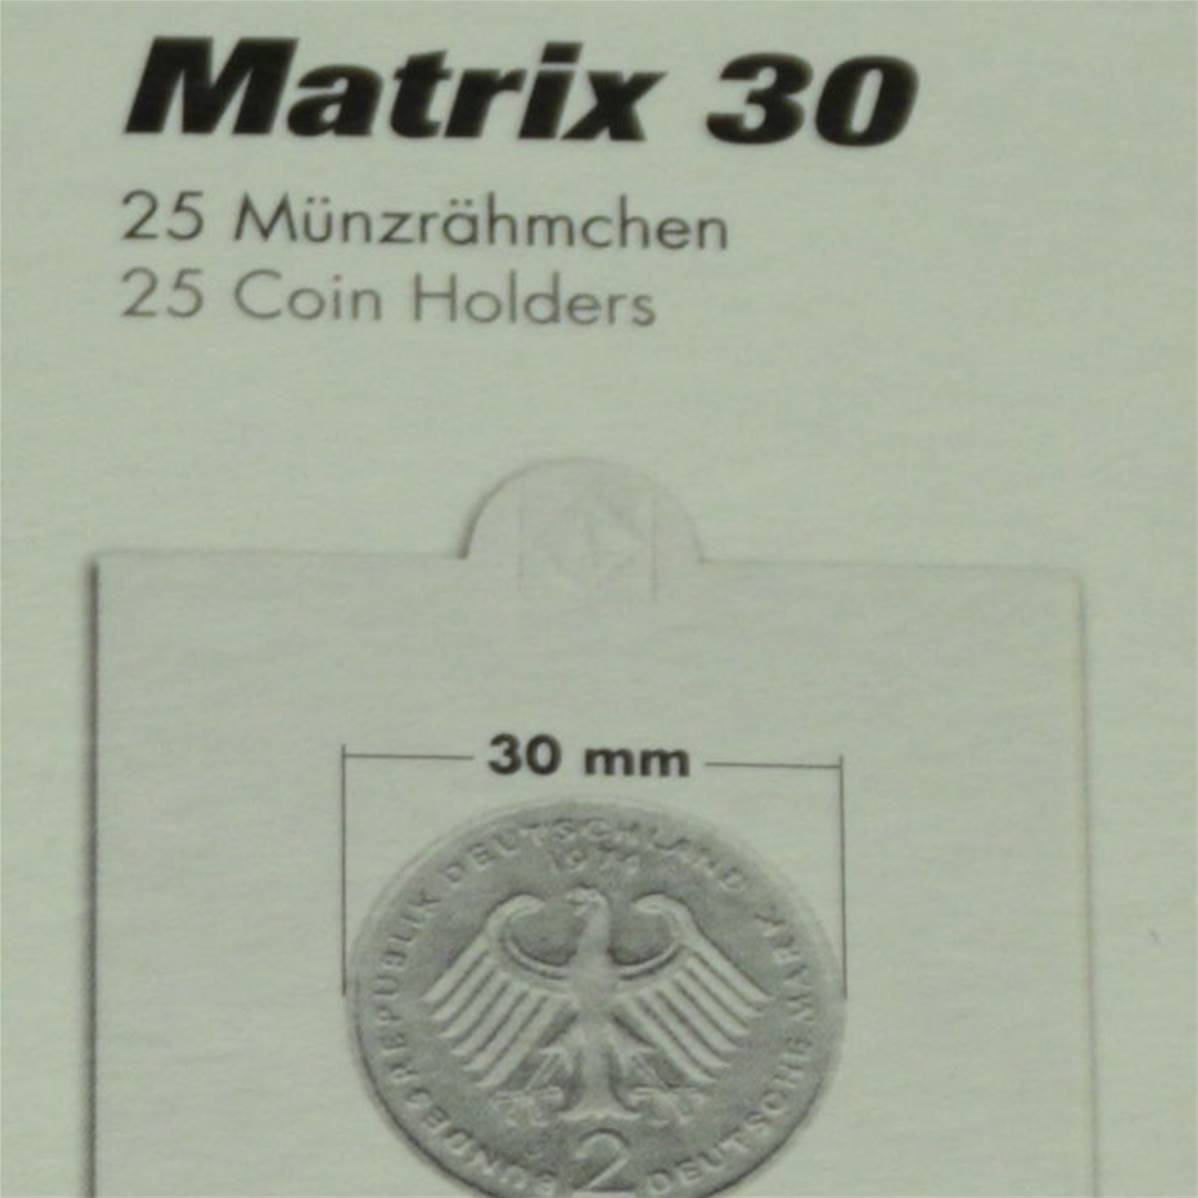 Matrix 30
25 Münzrähmchen
25 Coin Holders
30 mm
BUNDESREPUBLIK DEUTSCHLAND
DEUTSCHE MARK
2